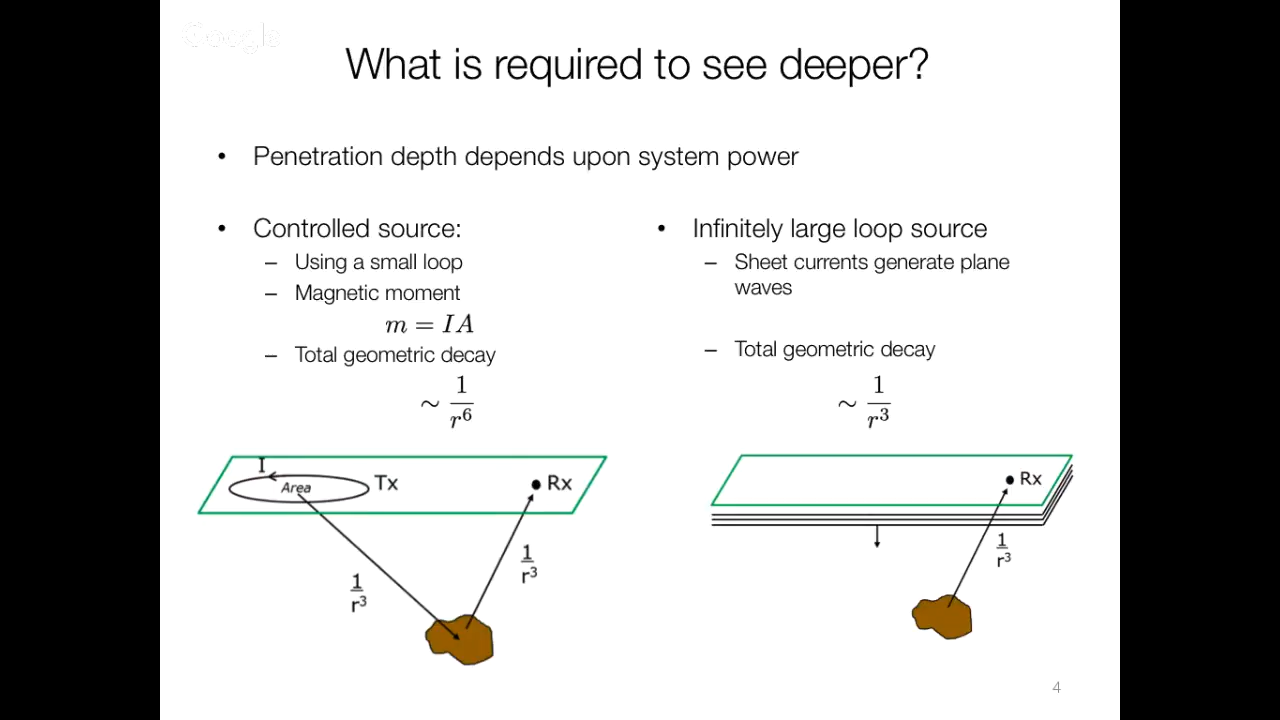 Google
What is required to see deeper?
• Penetration depth depends upon system power
• Controlled source:
– Using a small loop
– Magnetic moment
m = IA
– Total geometric decay
~ 1/r⁶
• Infinitely large loop source
– Sheet currents generate plane
waves
– Total geometric decay
~ 1/r³
I
Area
Tx
Rx
1/r³
1/r³
Rx
1/r³
4